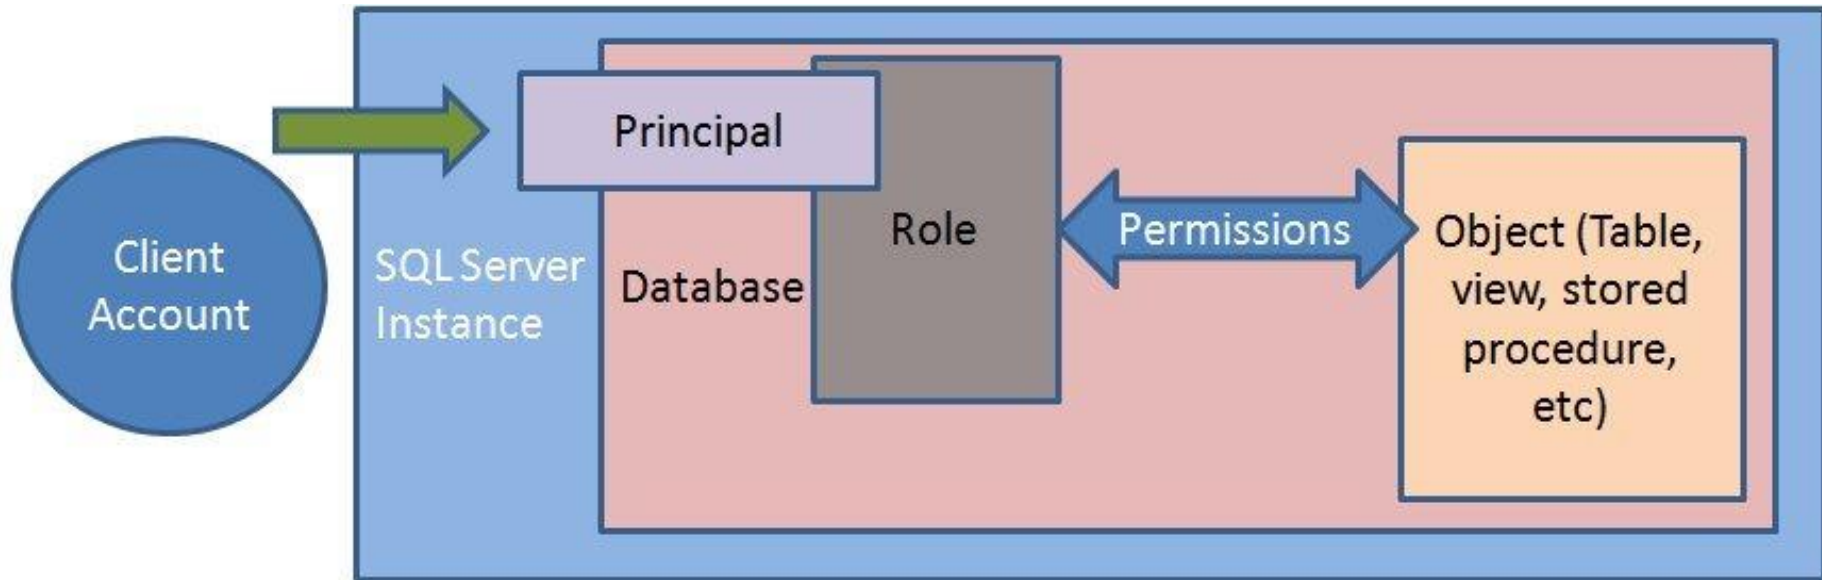 Client
Account
SQL Server
Instance
Principal
Database
Role
Permissions
Object (Table,
view, stored
procedure,
etc)